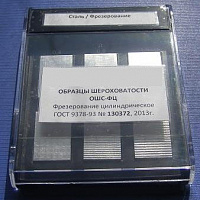 Сталь / Фрезерование
ОБРАЗЦЫ ШЕРОХОВАТОСТИ
ОШС-ФЦ
Фрезерование цилиндрическое
ГОСТ 9378-93 № 130372, 2013г.